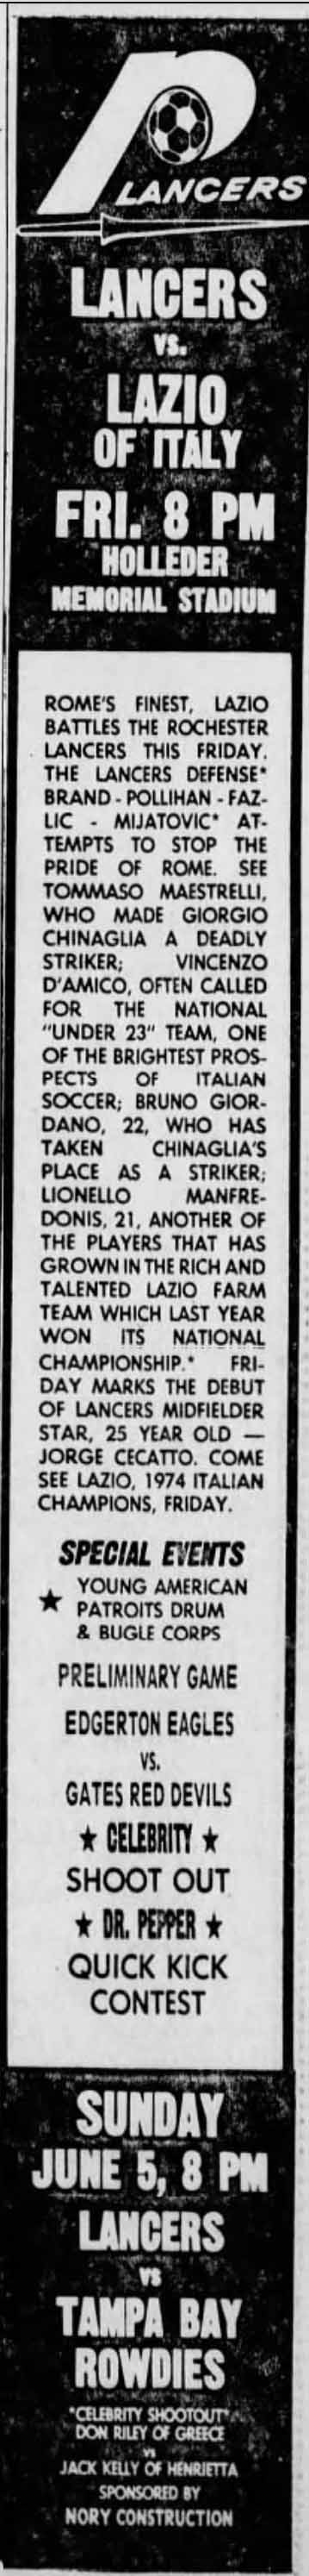 LANCERS
LANCERS
VS.
LAZIO
OF ITALY
FRI. 8 PM
HOLLEDER
MEMORIAL STADIUM
ROME'S FINEST, LAZIO
BATTLES THE ROCHESTER
LANCERS THIS FRIDAY.
THE LANCERS DEFENSE*
BRAND - POLLIHAN - FAZ-
LIC - MIJATOVIC* AT-
TEMPTS TO STOP THE
PRIDE OF ROME. SEE
TOMMASO MAESTRELLI,
WHO MADE GIORGIO
CHINAGLIA A DEADLY
STRIKER; VINCENZO
D'AMICO, OFTEN CALLED
FOR THE NATIONAL
"UNDER 23" TEAM, ONE
OF THE BRIGHTEST PROS-
PECTS OF ITALIAN
SOCCER; BRUNO GIOR-
DANO, 22, WHO HAS
TAKEN CHINAGLIA'S
PLACE AS A STRIKER;
LIONELLO MANFRE-
DONIS, 21, ANOTHER OF
THE PLAYERS THAT HAS
GROWN IN THE RICH AND
TALENTED LAZIO FARM
TEAM WHICH LAST YEAR
WON ITS NATIONAL
CHAMPIONSHIP.* FRI-
DAY MARKS THE DEBUT
OF LANCERS MIDFIELDER
STAR, 25 YEAR OLD —
JORGE CECATTO. COME
SEE LAZIO, 1974 ITALIAN
CHAMPIONS, FRIDAY.
SPECIAL EVENTS
★ YOUNG AMERICAN
PATROITS DRUM
& BUGLE CORPS
PRELIMINARY GAME
EDGERTON EAGLES
VS.
GATES RED DEVILS
★ CELEBRITY ★
SHOOT OUT
★ DR. PEPPER ★
QUICK KICK
CONTEST
SUNDAY
JUNE 5, 8 PM
LANCERS
VS
TAMPA BAY
ROWDIES
"CELEBRITY SHOOTOUT"
DON RILEY OF GREECE
vs
JACK KELLY OF HENRIETTA
SPONSORED BY
NORY CONSTRUCTION